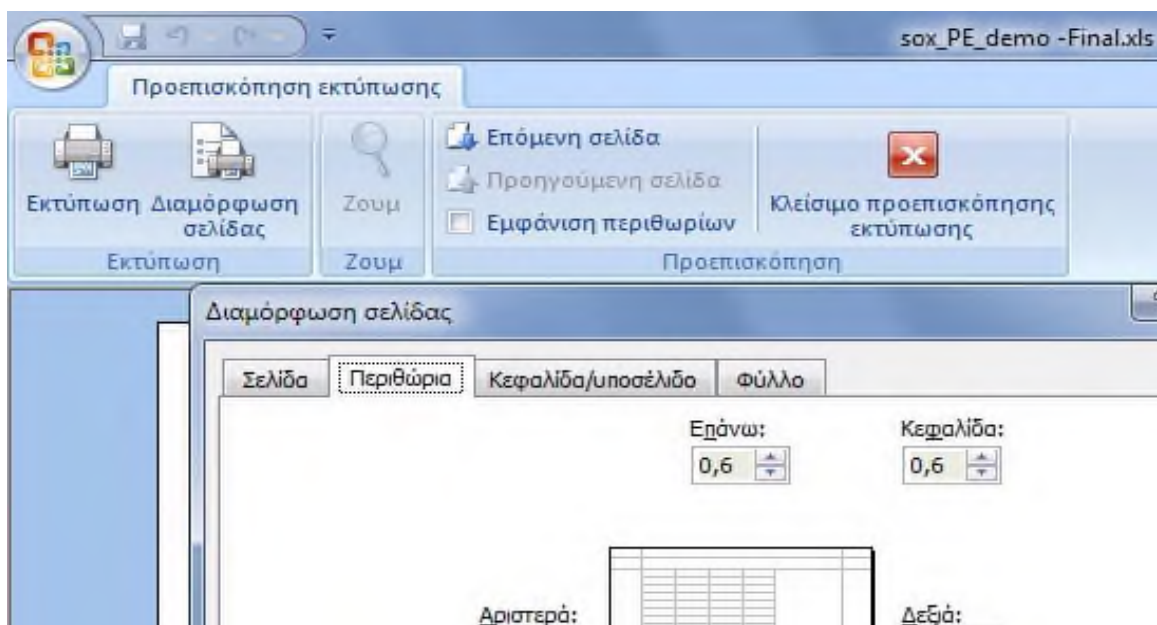 sox_PE_demo -Final.xls
Προεπισκόπηση εκτύπωσης
Εκτύπωση
Διαμόρφωση
σελίδας
Ζουμ
Επόμενη σελίδα
Προηγούμενη σελίδα
Εμφάνιση περιθωρίων
Κλείσιμο προεπισκόπησης
εκτύπωσης
Εκτύπωση
Ζουμ
Προεπισκόπηση
Διαμόρφωση σελίδας
Σελίδα
Περιθώρια
Κεφαλίδα/υποσέλιδο
Φύλλο
Επάνω:
Κεφαλίδα:
0,6
0,6
Αριστερά:
Δεξιά: